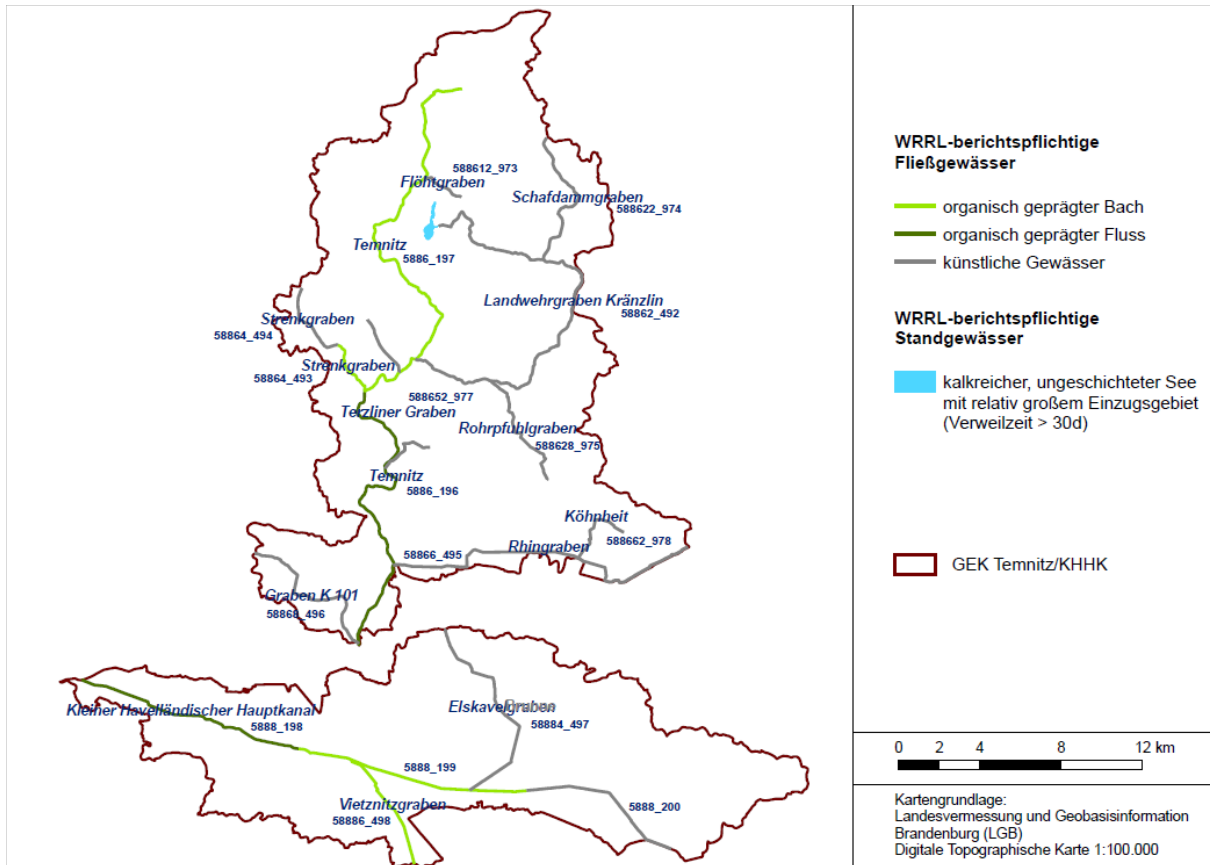 588612_973
Flöhtgraben
Schafdammgraben
588622_974
Temnitz
5886_197
Landwehrgraben Kränzlin
58862_492
Strenkgraben
58864_494
Strenkgraben
58864_493
588652_977
Terzliner Graben
Rohrpfuhlgraben
588628_975
Temnitz
5886_196
Köhnheit
588662_978
Rhingraben
58866_495
Graben K 101
58868_496
Kleiner Havelländischer Hauptkanal
5888_198
Elskavelgraben
58884_497
5888_199
Vietznitzgraben
58886_498
5888_200
WRRL-berichtspflichtige
Fließgewässer
organisch geprägter Bach
organisch geprägter Fluss
künstliche Gewässer
WRRL-berichtspflichtige
Standgewässer
kalkreicher, ungeschichteter See
mit relativ großem Einzugsgebiet
(Verweilzeit > 30d)
GEK Temnitz/KHHK
0 2 4 8 12 km
Kartengrundlage:
Landesvermessung und Geobasisinformation
Brandenburg (LGB)
Digitale Topographische Karte 1:100.000